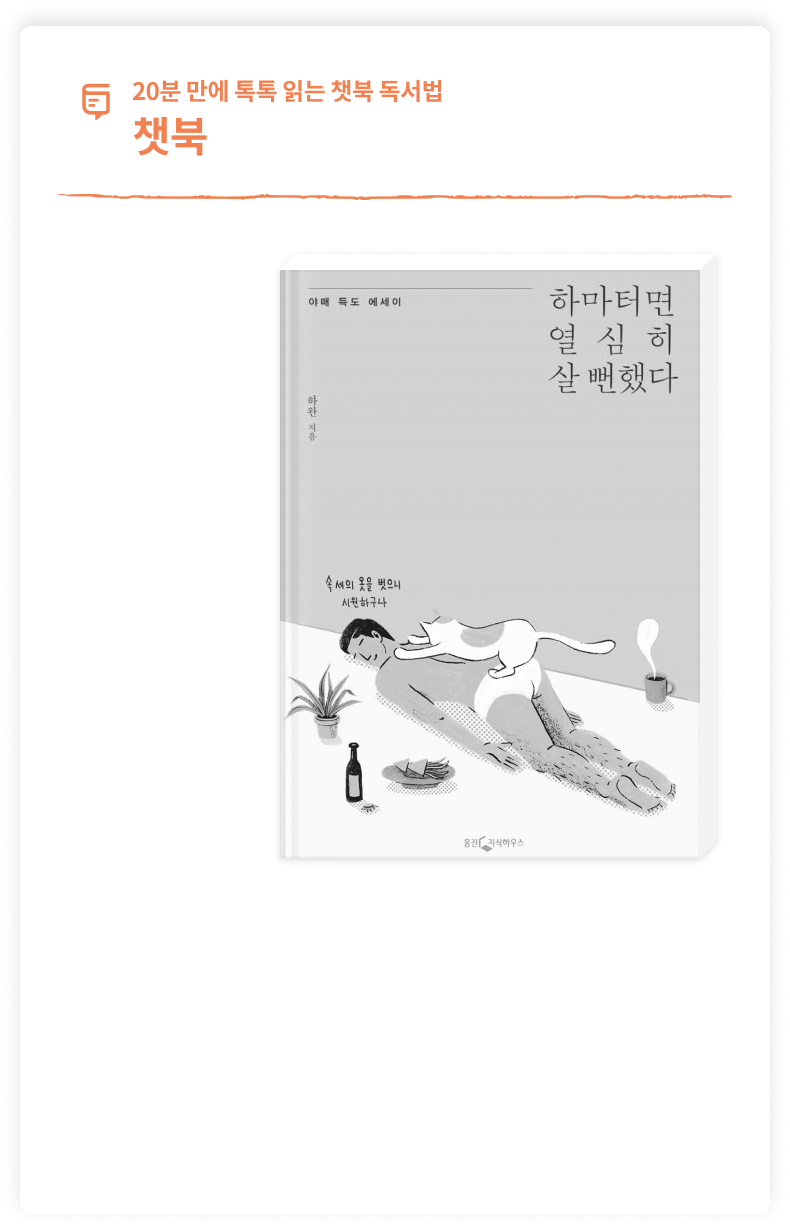 20분 만에 톡톡 읽는 챗북 독서법
챗북
야매 득도 에세이
하마터면
열 심 히
살 뻔했다
하완 지음
속세의 옷을 벗으니
시원하구나
웅진 지식하우스